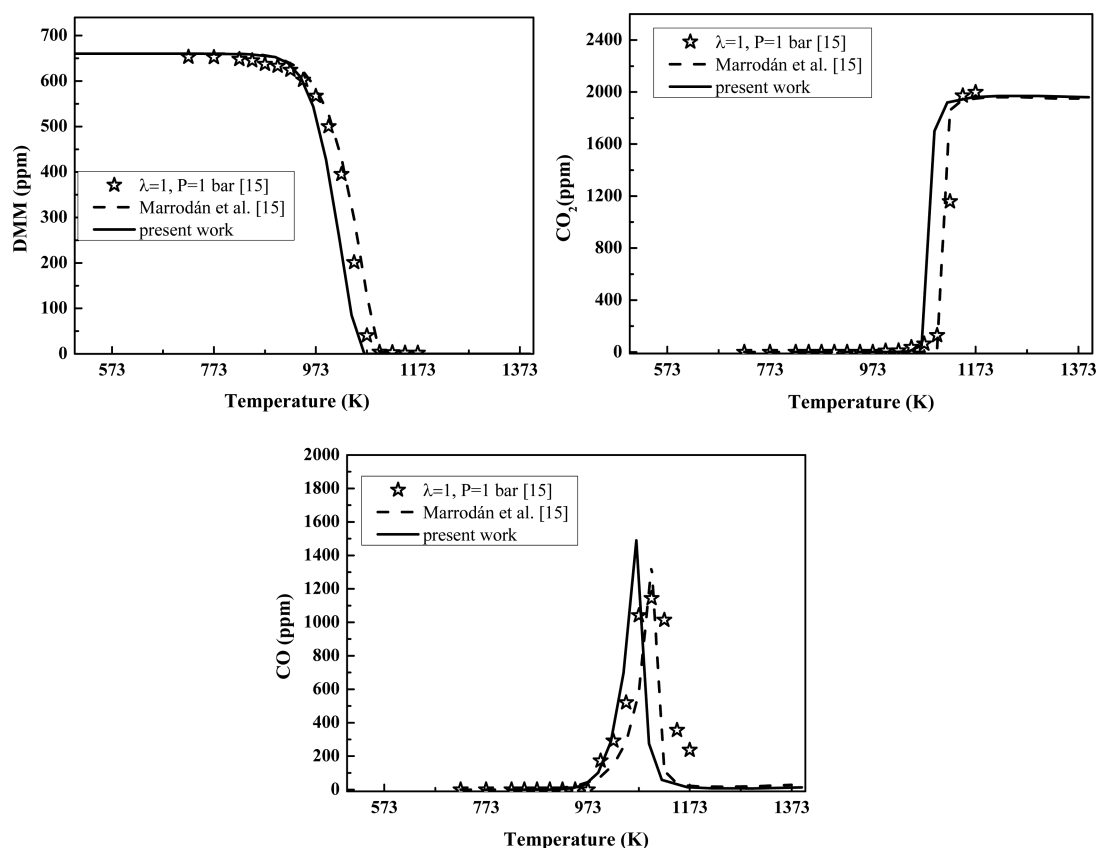 700
600
500
400
300
200
100
0
DMM (ppm)
λ=1, P=1 bar [15]
Marrodán et al. [15]
present work
573 773 973 1173 1373
Temperature (K)
2400
2000
1600
1200
800
400
0
CO2(ppm)
λ=1, P=1 bar [15]
Marrodán et al. [15]
present work
573 773 973 1173 1373
Temperature (K)
2000
1800
1600
1400
1200
1000
800
600
400
200
0
CO (ppm)
λ=1, P=1 bar [15]
Marrodán et al. [15]
present work
573 773 973 1173 1373
Temperature (K)